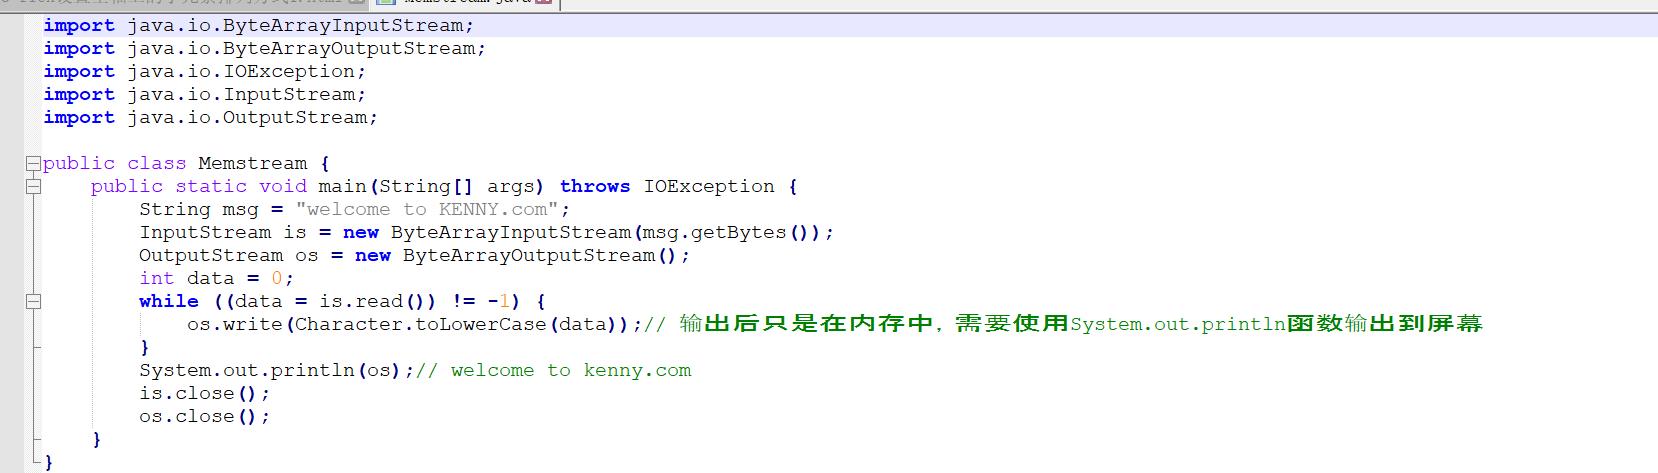 import java.io.ByteArrayInputStream;
import java.io.ByteArrayOutputStream;
import java.io.IOException;
import java.io.InputStream;
import java.io.OutputStream;
public class Memstream {
    public static void main(String[] args) throws IOException {
        String msg = "welcome to KENNY.com";
        InputStream is = new ByteArrayInputStream(msg.getBytes());
        OutputStream os = new ByteArrayOutputStream();
        int data = 0;
        while ((data = is.read()) != -1) {
            os.write(Character.toLowerCase(data));// 输出后只是在内存中，需要使用System.out.println函数输出到屏幕
        }
        System.out.println(os);// welcome to kenny.com
        is.close();
        os.close();
    }
}